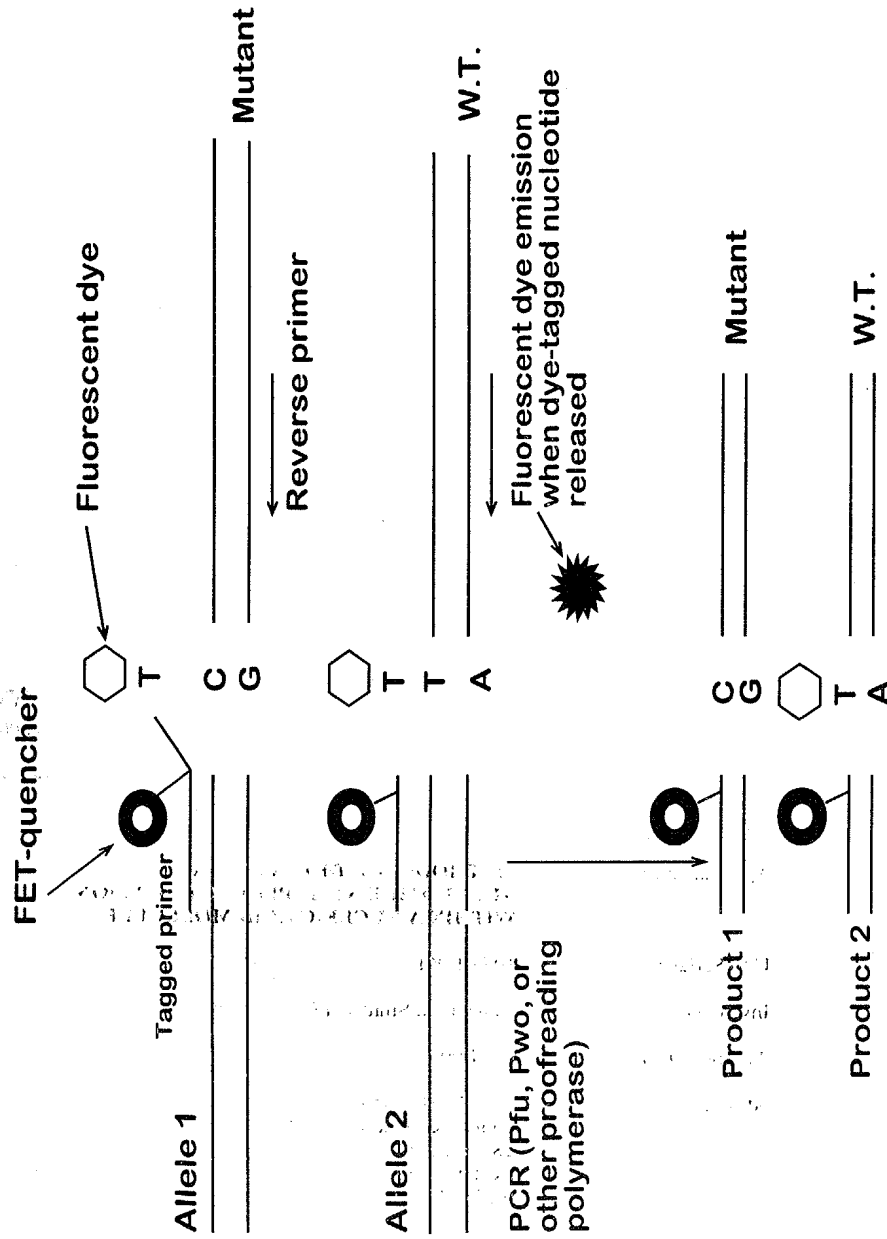 FET-quencher
Fluorescent dye
Tagged primer
T
Allele 1
C
G
Mutant
Reverse primer
T
Allele 2
T
A
W.T.
PCR (Pfu, Pwo, or
other proofreading
polymerase)
Fluorescent dye emission
when dye-tagged nucleotide
released
Product 1
C
G
Mutant
Product 2
T
A
W.T.